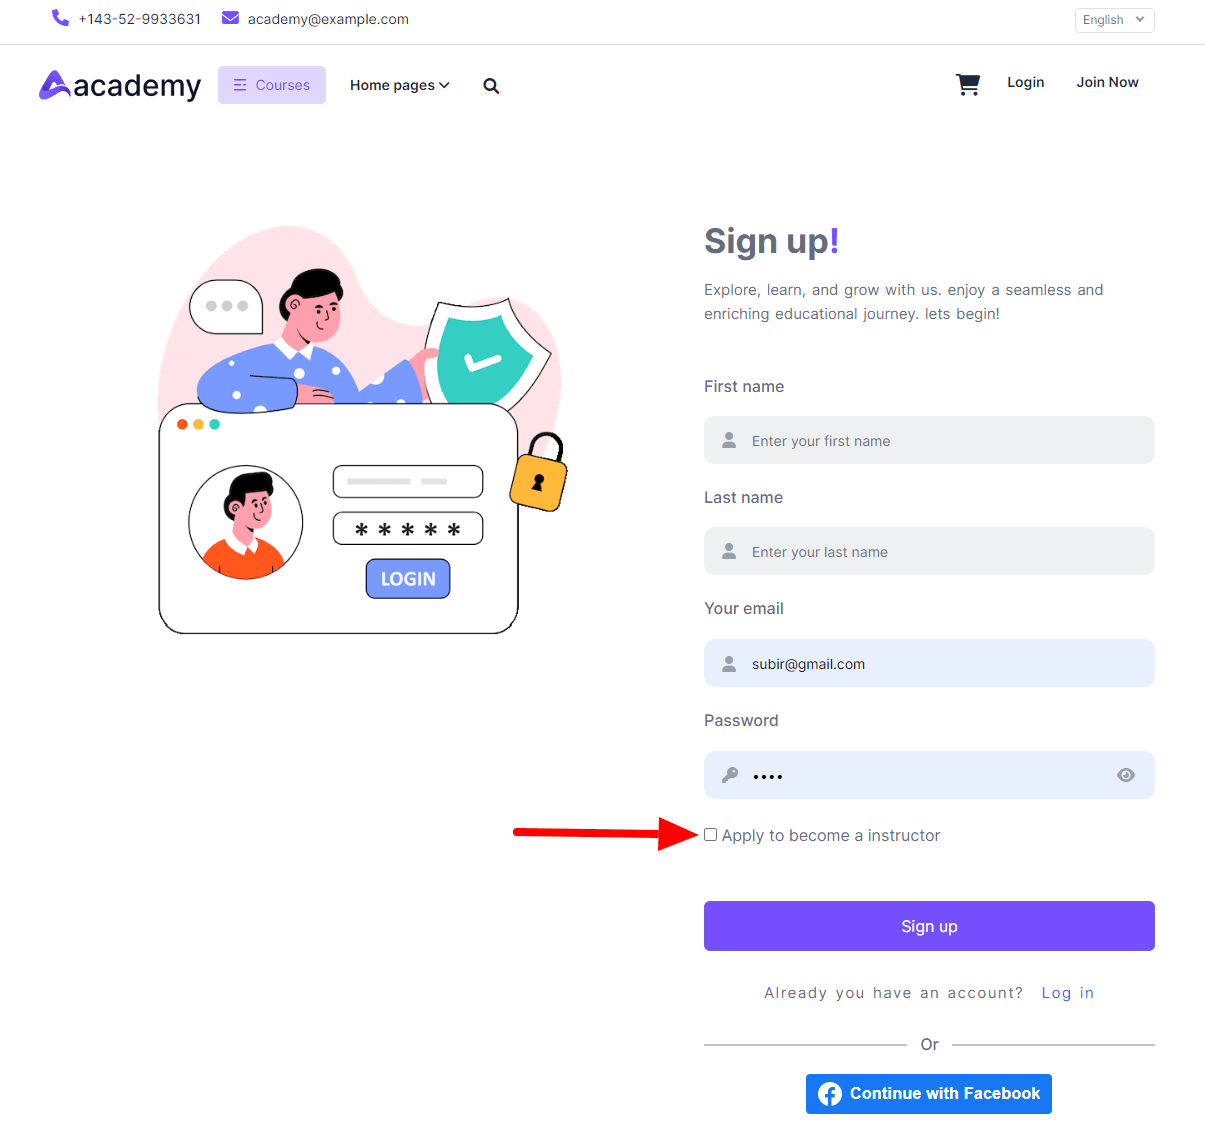 +143-52-9933631 academy@example.com English
academy Courses Home pages Login Join Now
Sign up!
Explore, learn, and grow with us. enjoy a seamless and
enriching educational journey. lets begin!
First name
Enter your first name
Last name
Enter your last name
Your email
subir@gmail.com
Password
••••
Apply to become a instructor
Sign up
Already you have an account? Log in
Or
Continue with Facebook
*****
LOGIN